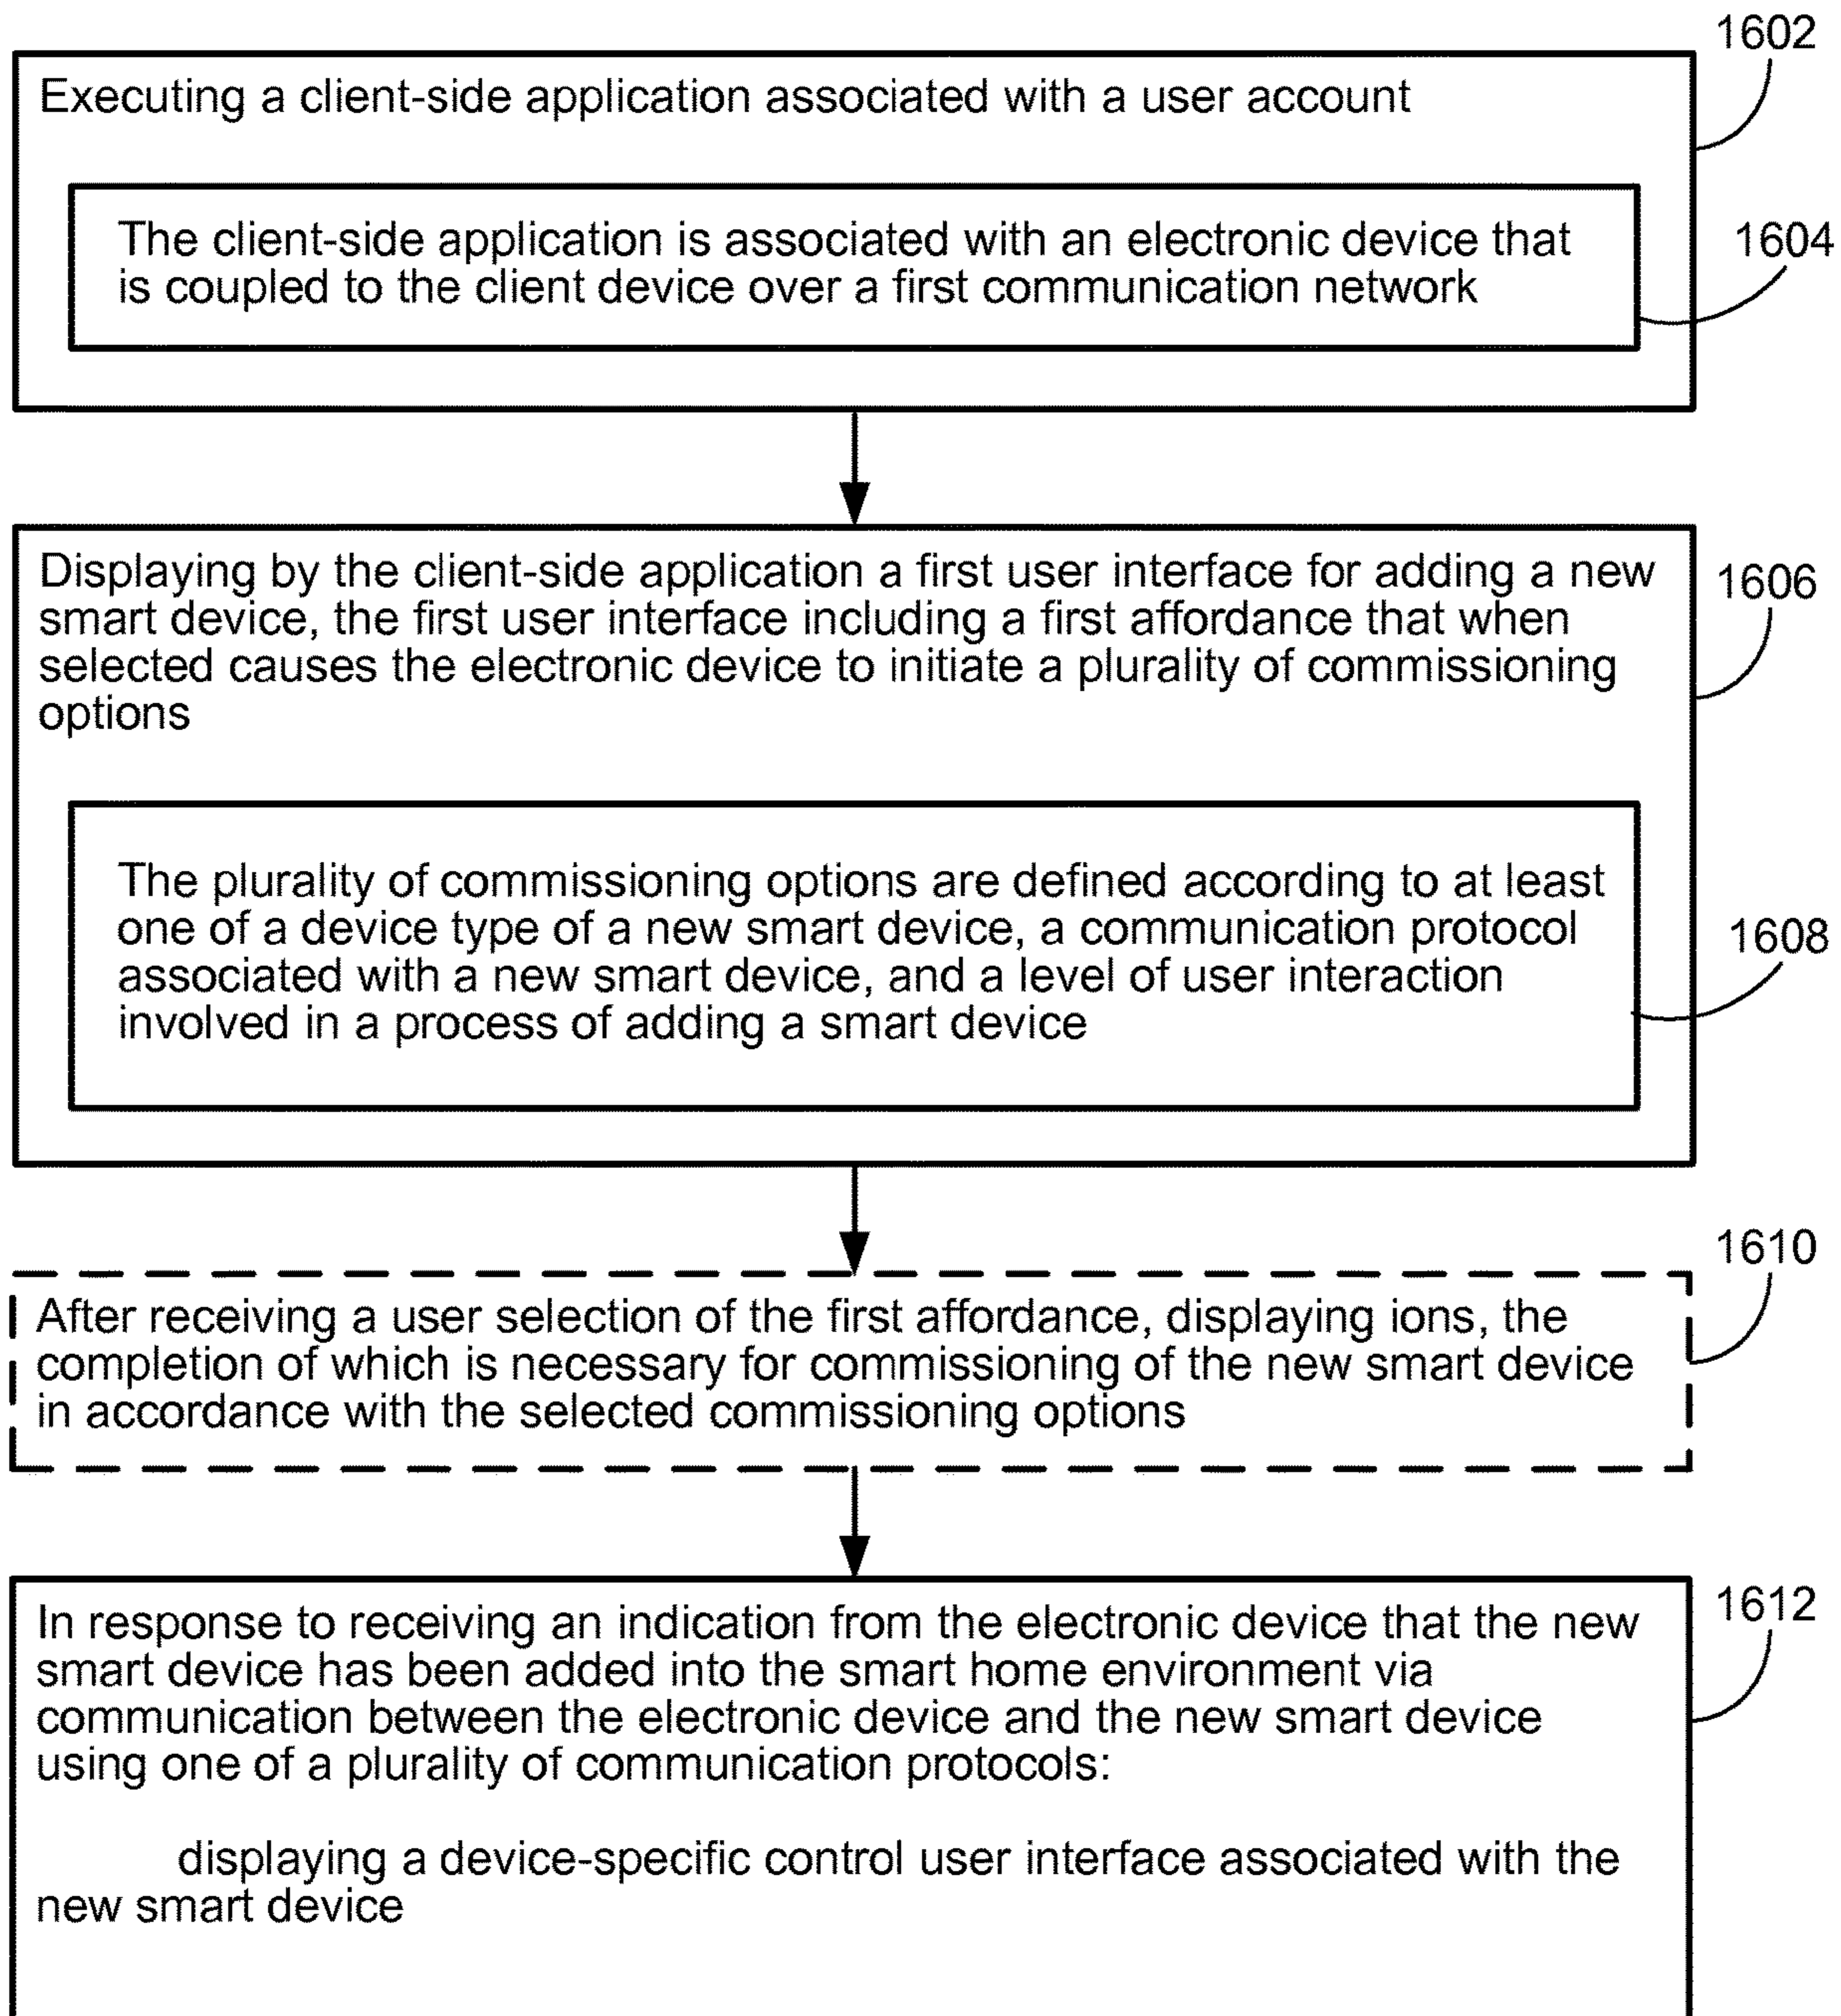 1602
Executing a client-side application associated with a user account
The client-side application is associated with an electronic device that
is coupled to the client device over a first communication network
1604
Displaying by the client-side application a first user interface for adding a new
smart device, the first user interface including a first affordance that when
selected causes the electronic device to initiate a plurality of commissioning
options
1606
The plurality of commissioning options are defined according to at least
one of a device type of a new smart device, a communication protocol
associated with a new smart device, and a level of user interaction
involved in a process of adding a smart device
1608
1610
After receiving a user selection of the first affordance, displaying ions, the
completion of which is necessary for commissioning of the new smart device
in accordance with the selected commissioning options
1612
In response to receiving an indication from the electronic device that the new
smart device has been added into the smart home environment via
communication between the electronic device and the new smart device
using one of a plurality of communication protocols:
displaying a device-specific control user interface associated with the
new smart device